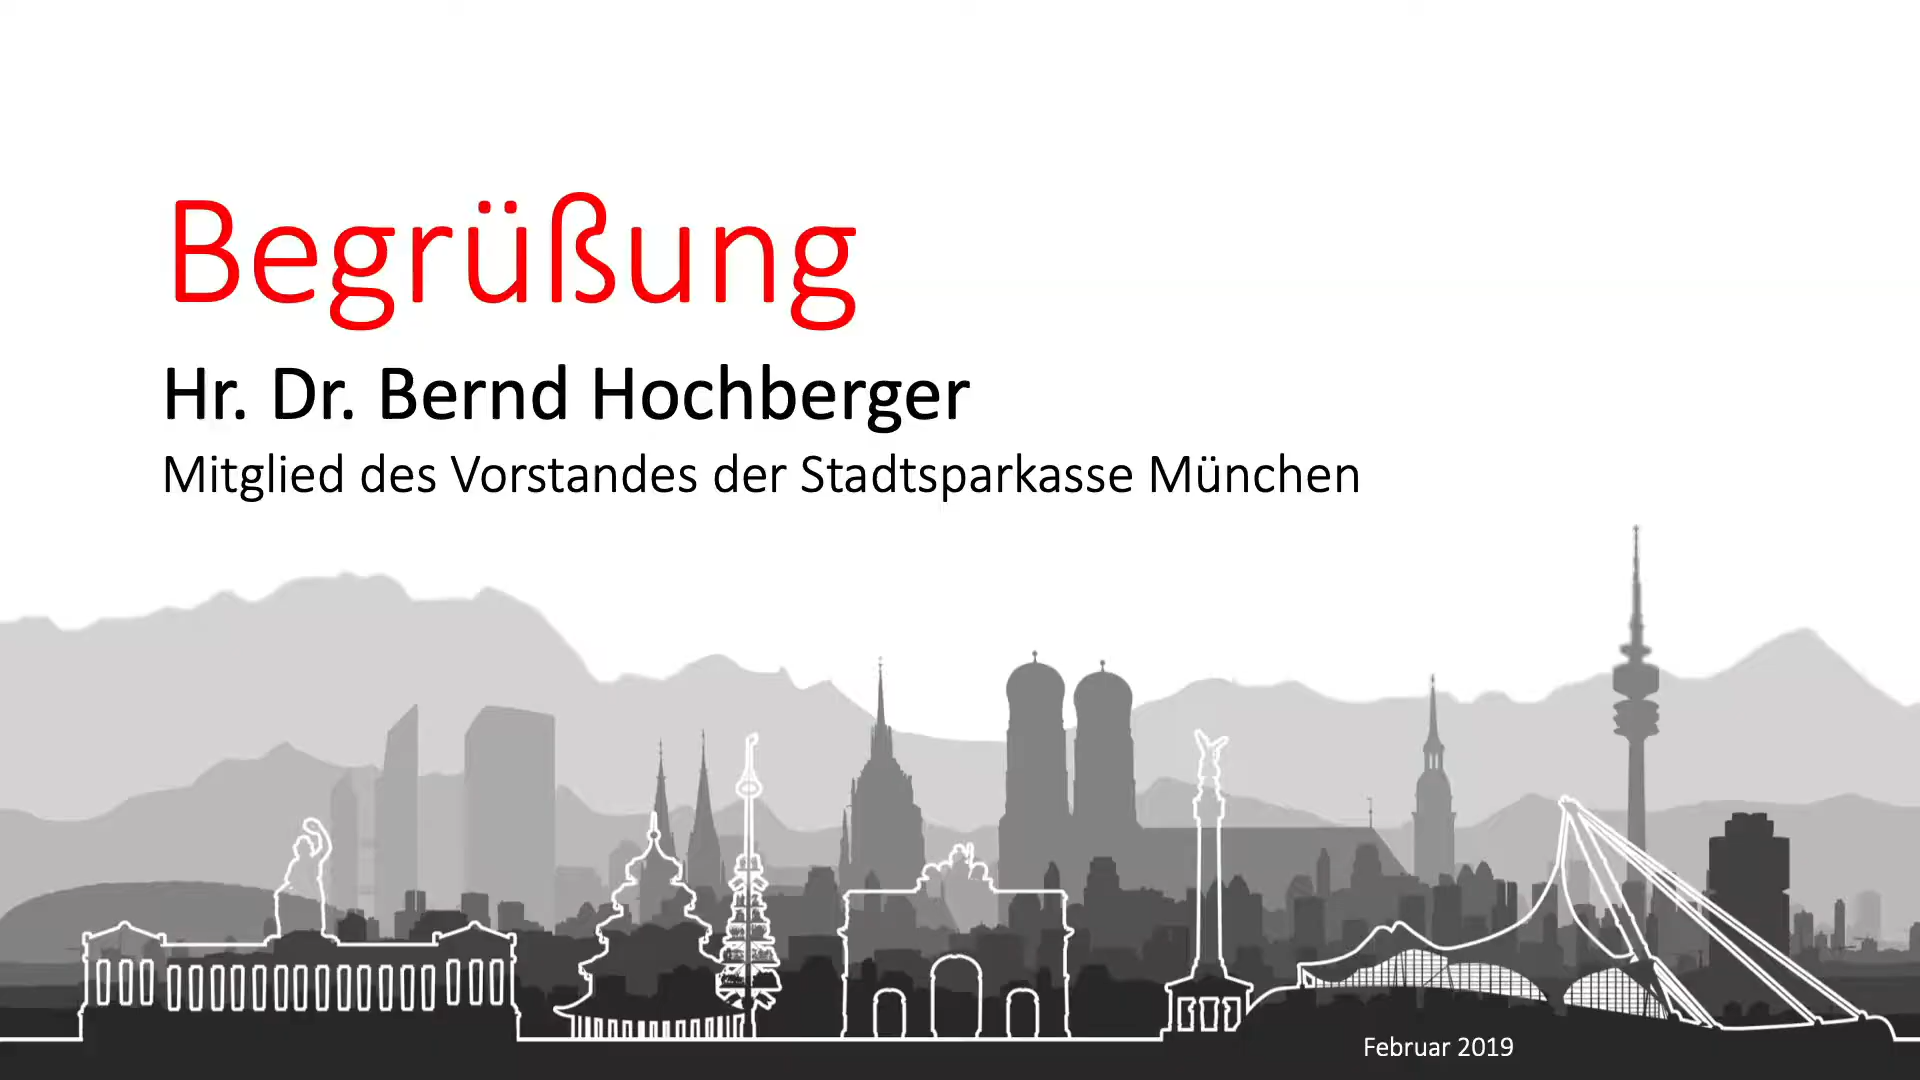 Begrüßung
Hr. Dr. Bernd Hochberger
Mitglied des Vorstandes der Stadtsparkasse München
Februar 2019